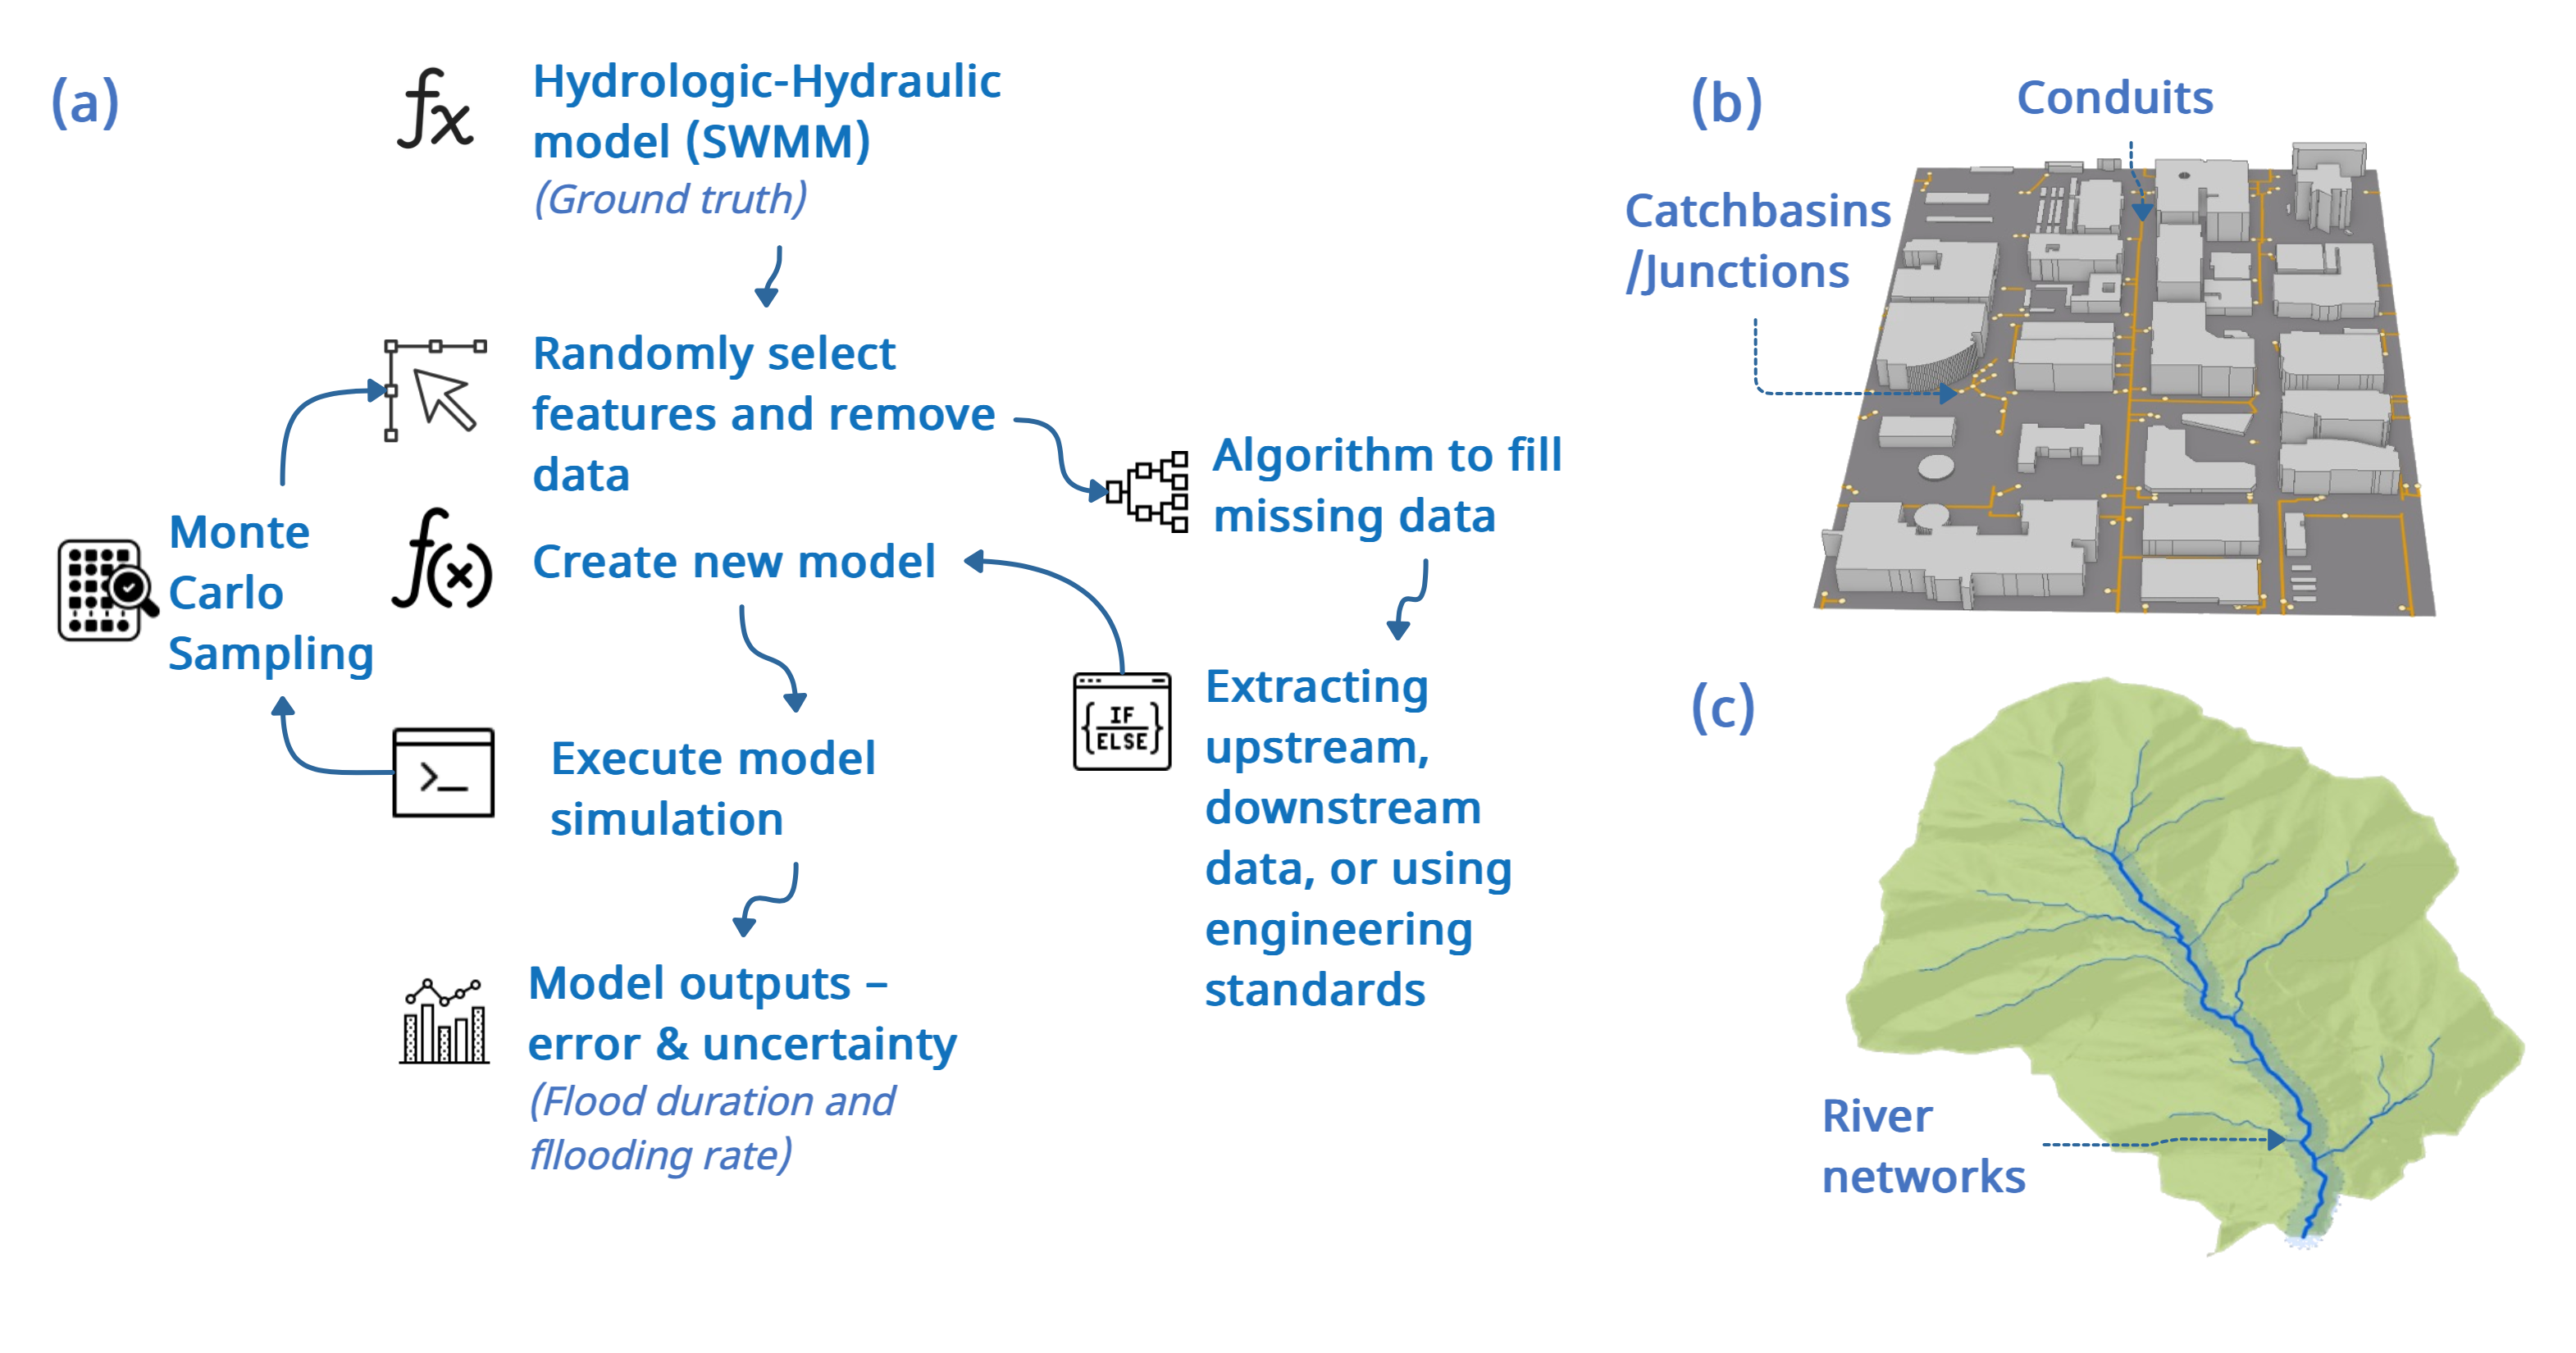 (a)
fx
Hydrologic-Hydraulic
model (SWMM)
(Ground truth)
Randomly select
features and remove
data
Algorithm to fill
missing data
Monte
Carlo
Sampling
f(x)
Create new model
{IF
ELSE}
Extracting
upstream,
downstream
data, or using
engineering
standards
>_
Execute model
simulation
Model outputs –
error & uncertainty
(Flood duration and
fllooding rate)
(b)
Conduits
Catchbasins
/Junctions
(c)
River
networks